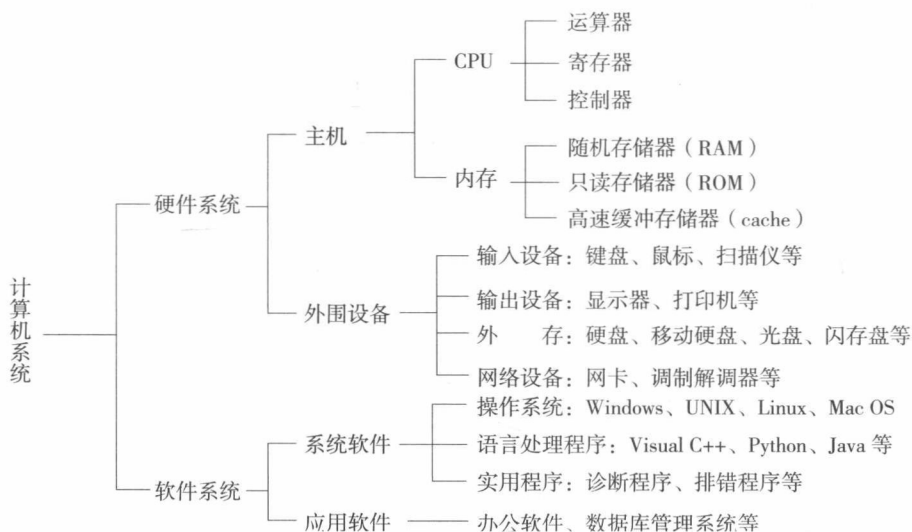 运算器
CPU
寄存器
控制器
主机
随机存储器（RAM）
内存
只读存储器（ROM）
高速缓冲存储器（cache）
硬件系统
输入设备：键盘、鼠标、扫描仪等
输出设备：显示器、打印机等
外围设备
外　存：硬盘、移动硬盘、光盘、闪存盘等
网络设备：网卡、调制解调器等
计算机系统
操作系统：Windows、UNIX、Linux、Mac OS
系统软件
语言处理程序：Visual C++、Python、Java 等
实用程序：诊断程序、排错程序等
软件系统
应用软件
办公软件、数据库管理系统等